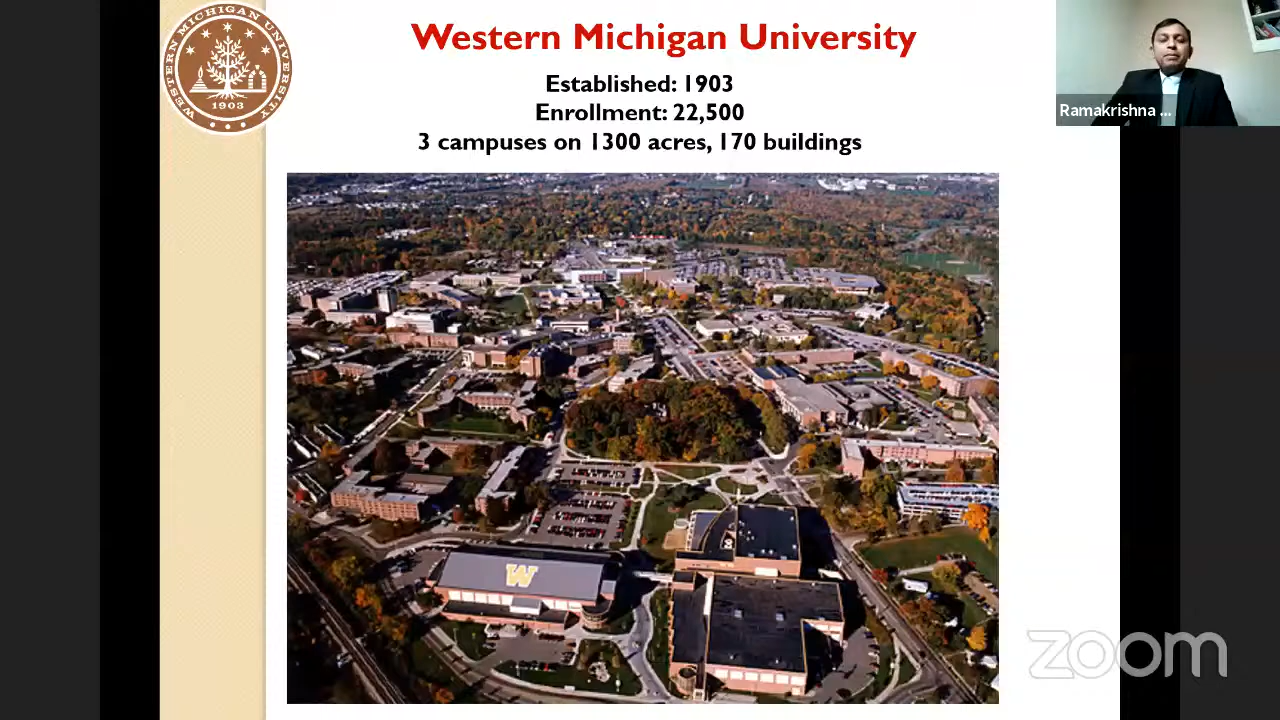 WESTERN MICHIGAN UNIVERSITY
1903
Western Michigan University
Established: 1903
Enrollment: 22,500
3 campuses on 1300 acres, 170 buildings
Ramakrishna ...
W
zoom